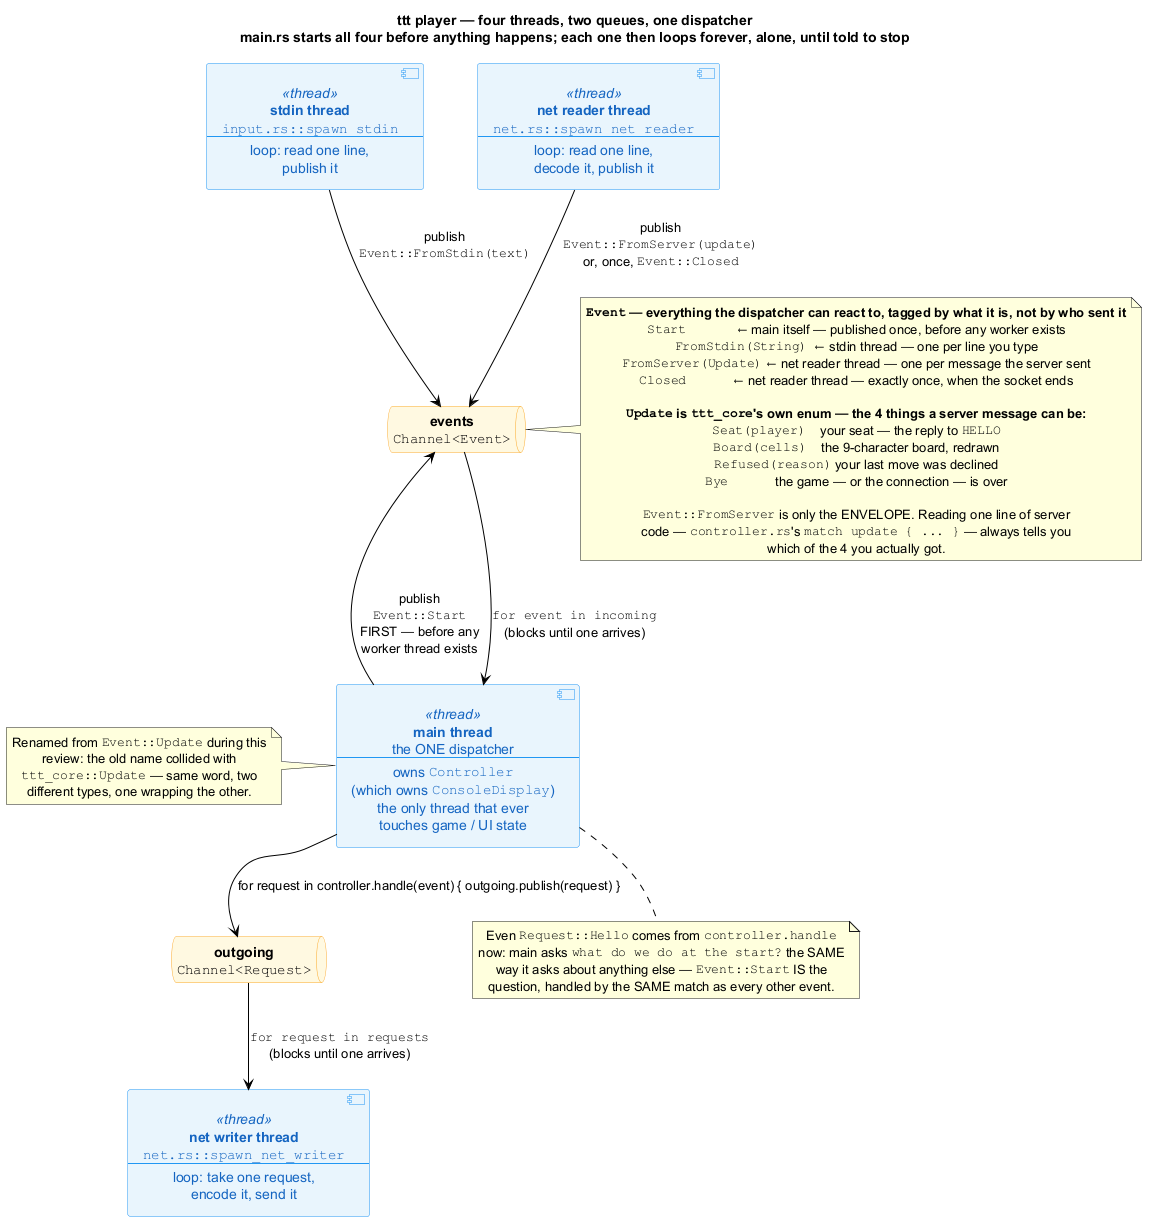 ttt player — four threads, two queues, one dispatcher
main.rs starts all four before anything happens; each one then loops forever, alone, until told to stop
«thread»
stdin thread
input.rs::spawn_stdin
loop: read one line,
publish it
«thread»
net reader thread
net.rs::spawn_net_reader
loop: read one line,
decode it, publish it
publish
Event::FromStdin(text)
publish
Event::FromServer(update)
or, once, Event::Closed
Event — everything the dispatcher can react to, tagged by what it is, not by who sent it
Start ← main itself — published once, before any worker exists
FromStdin(String) ← stdin thread — one per line you type
FromServer(Update) ← net reader thread — one per message the server sent
Closed ← net reader thread — exactly once, when the socket ends
Update is ttt_core's own enum — the 4 things a server message can be:
Seat(player) your seat — the reply to HELLO
Board(cells) the 9-character board, redrawn
Refused(reason) your last move was declined
Bye the game — or the connection — is over
Event::FromServer is only the ENVELOPE. Reading one line of server
code — controller.rs's match update { ... } — always tells you
which of the 4 you actually got.
events
Channel<Event>
publish
Event::Start
FIRST — before any
worker thread exists
for event in incoming
(blocks until one arrives)
«thread»
main thread
the ONE dispatcher
owns Controller
(which owns ConsoleDisplay)
the only thread that ever
touches game / UI state
Renamed from Event::Update during this
review: the old name collided with
ttt_core::Update — same word, two
different types, one wrapping the other.
for request in controller.handle(event) { outgoing.publish(request) }
Even Request::Hello comes from controller.handle
now: main asks what do we do at the start? the SAME
way it asks about anything else — Event::Start IS the
question, handled by the SAME match as every other event.
outgoing
Channel<Request>
for request in requests
(blocks until one arrives)
«thread»
net writer thread
net.rs::spawn_net_writer
loop: take one request,
encode it, send it